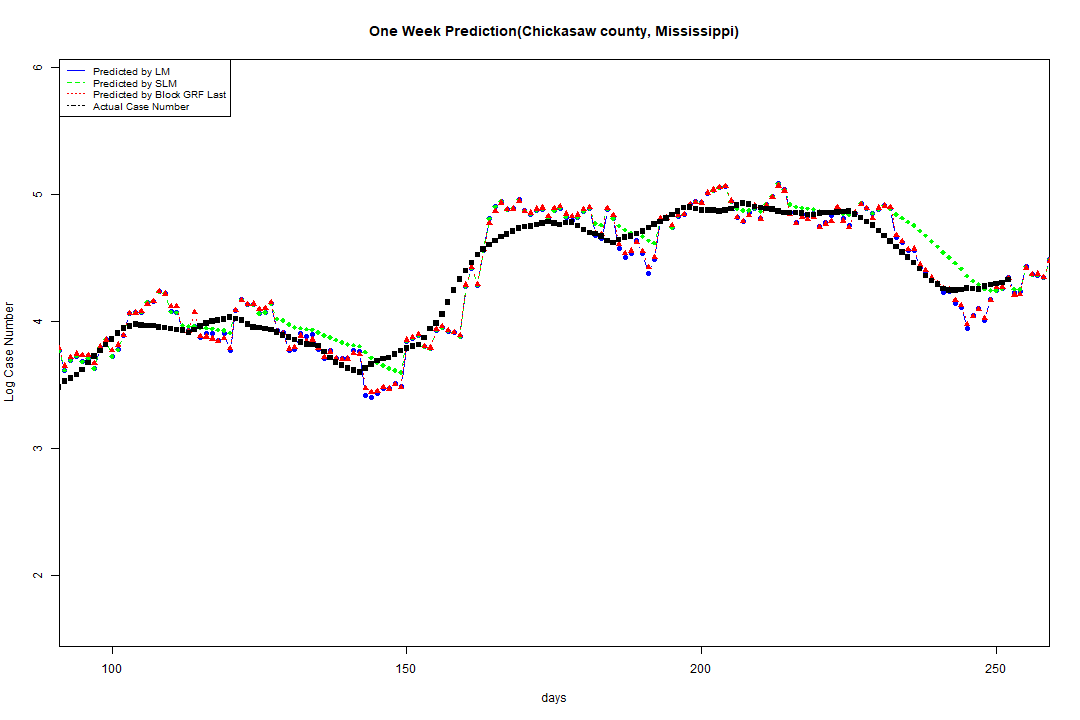 One Week Prediction(Chickasaw county, Mississippi)
Predicted by LM
Predicted by SLM
Predicted by Block GRF Last
Actual Case Number
6
5
4
3
2
Log Case Number
100 150 200 250
days